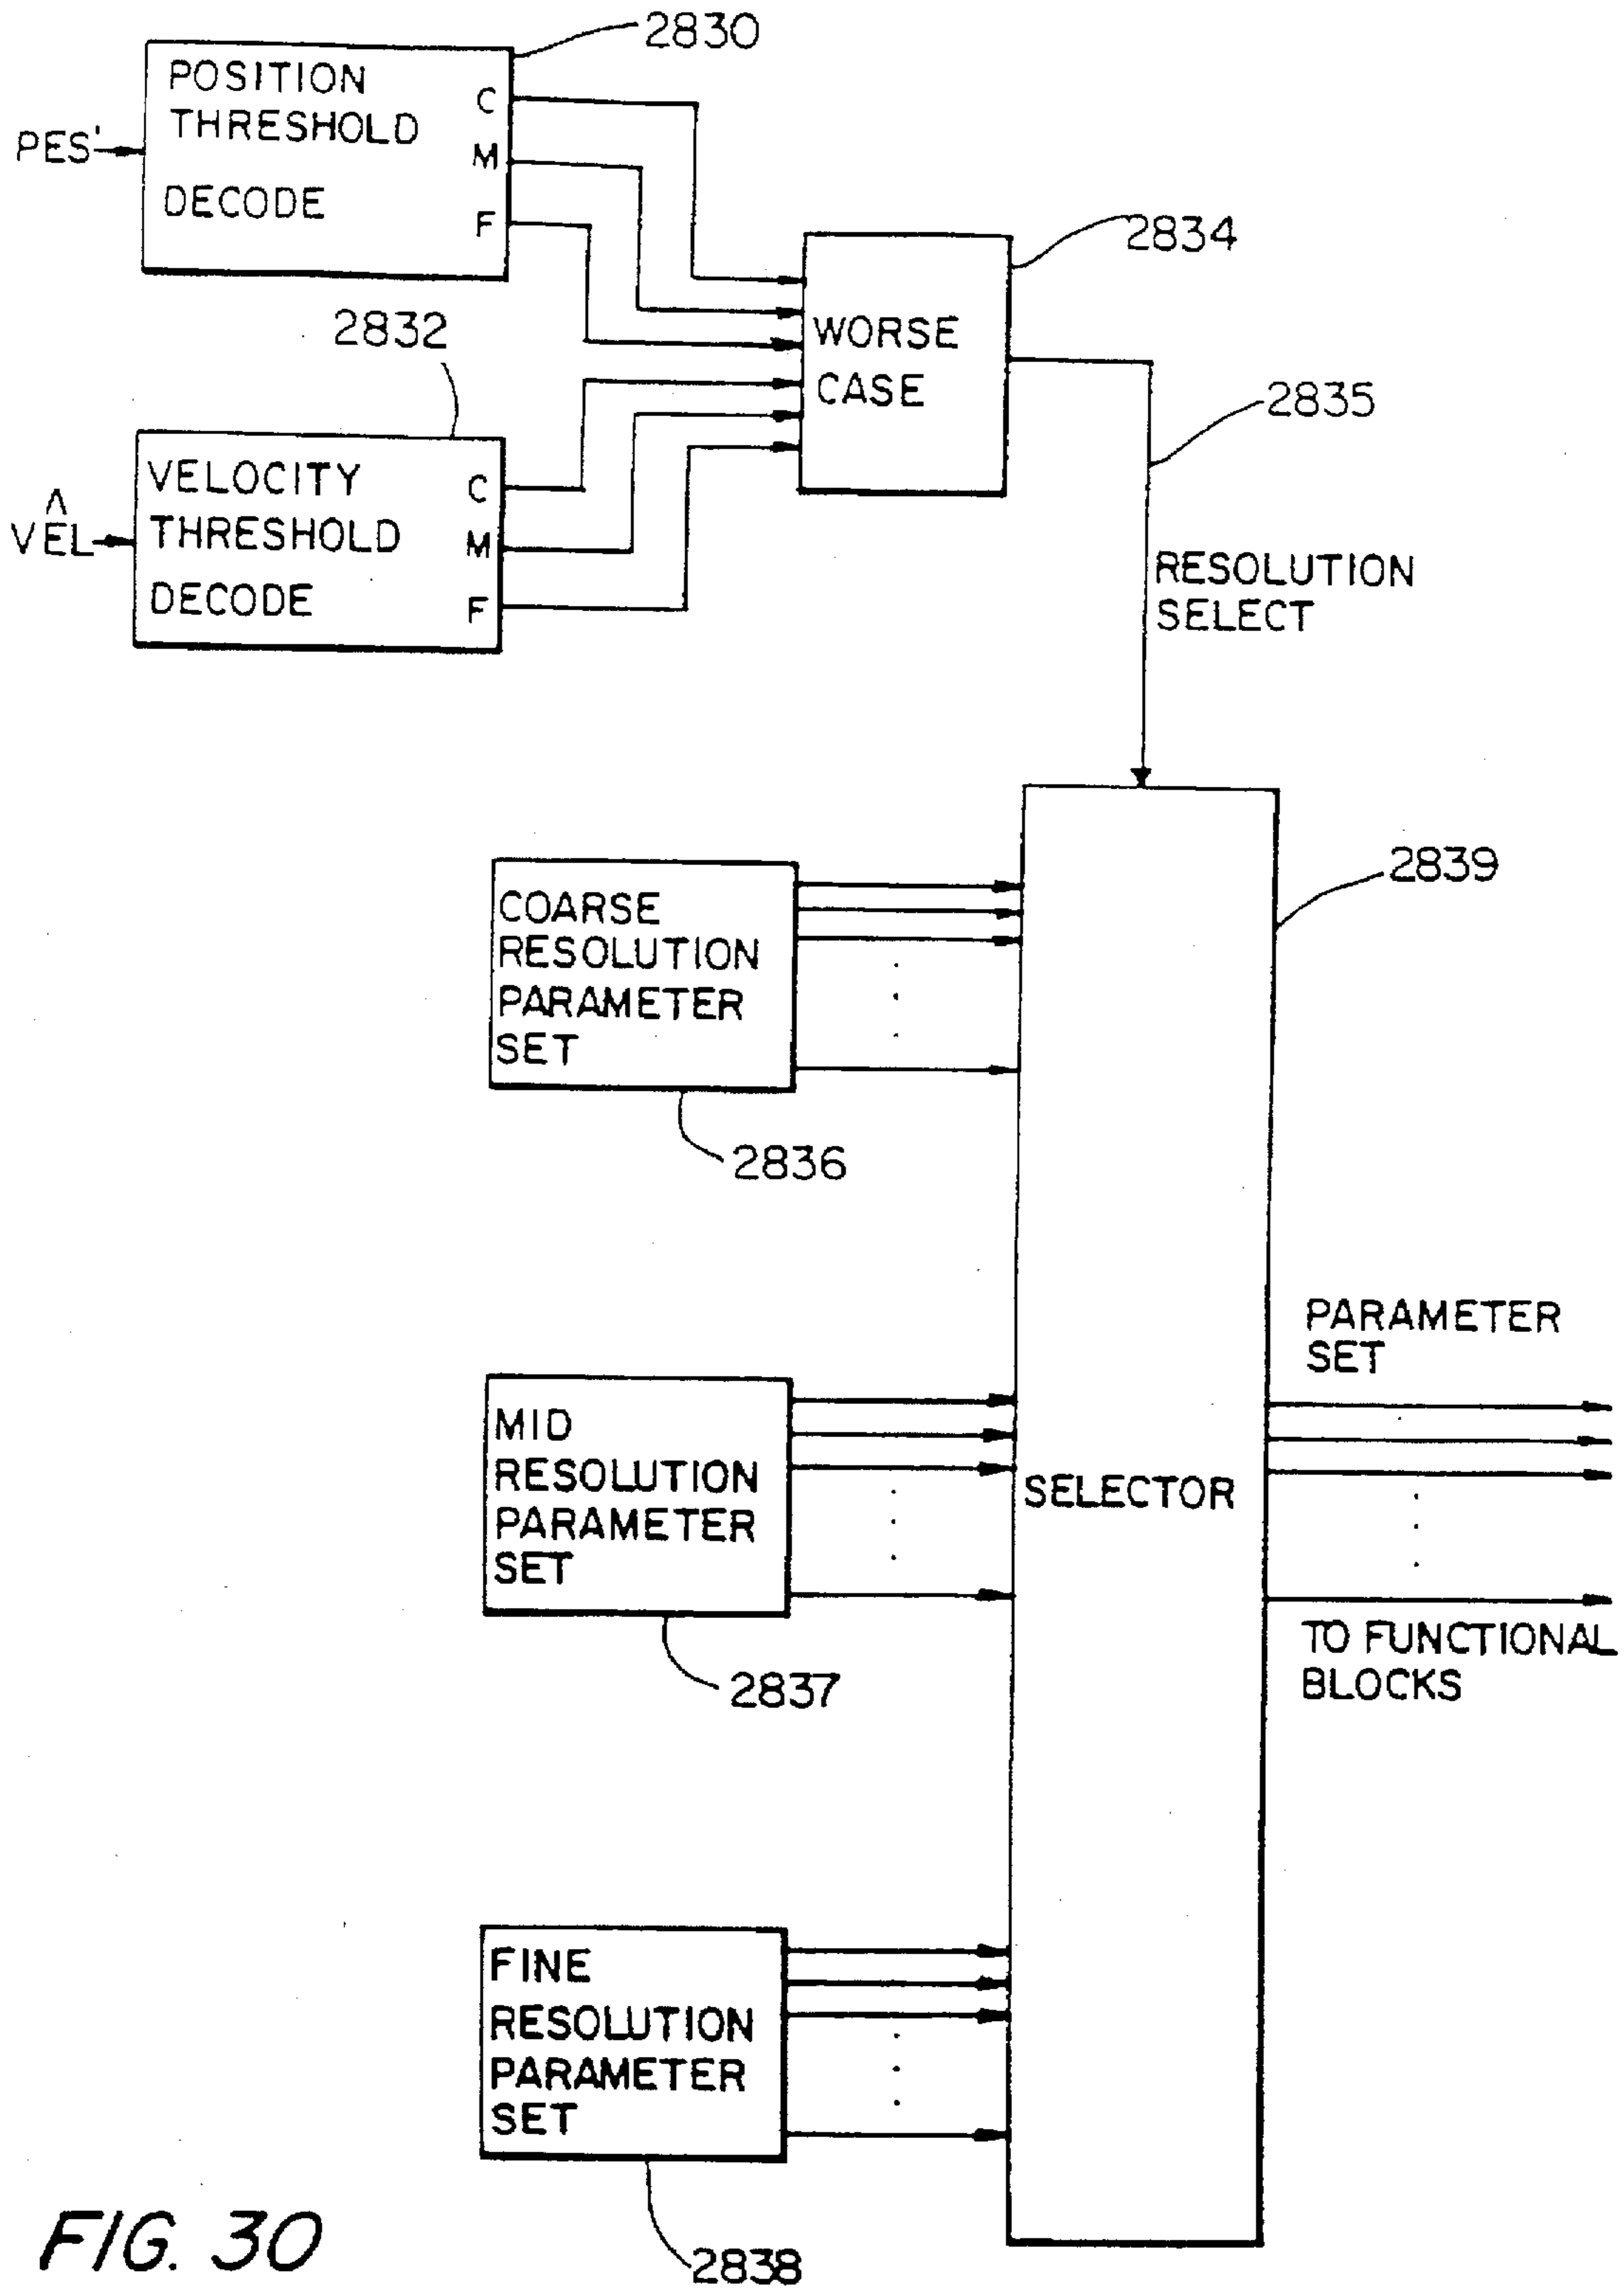 2830
POSITION
THRESHOLD
DECODE
C
M
F
PES'
2834
WORSE
CASE
2832
VELOCITY
THRESHOLD
DECODE
C
M
F
^
VEL
2835
RESOLUTION
SELECT
2839
COARSE
RESOLUTION
PARAMETER
SET
2836
PARAMETER
SET
MID
RESOLUTION
PARAMETER
SET
SELECTOR
TO FUNCTIONAL
BLOCKS
2837
FINE
RESOLUTION
PARAMETER
SET
2838
FIG. 30